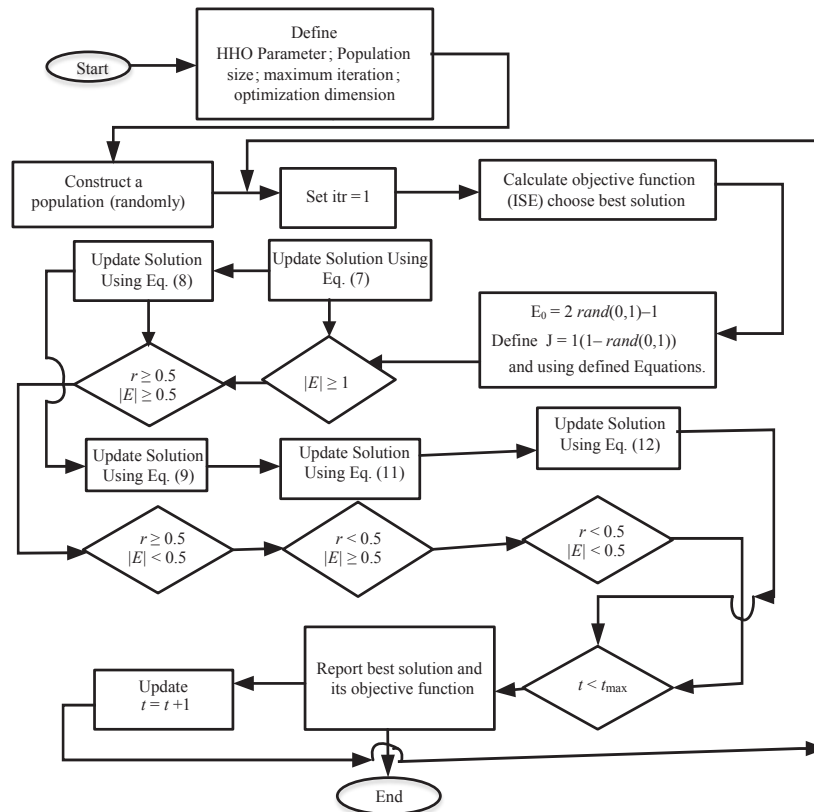 Start
Define
HHO Parameter; Population
size; maximum iteration;
optimization dimension
Construct a
population (randomly)
Set itr = 1
Calculate objective function
(ISE) choose best solution
Update Solution
Using Eq. (8)
Update Solution Using
Eq. (7)
E₀ = 2 rand(0,1)–1
Define J = 1(1– rand(0,1))
and using defined Equations.
r ≥ 0.5
|E| ≥ 0.5
|E| ≥ 1
Update Solution
Using Eq. (9)
Update Solution
Using Eq. (11)
Update Solution
Using Eq. (12)
r ≥ 0.5
|E| < 0.5
r < 0.5
|E| ≥ 0.5
r < 0.5
|E| < 0.5
Update
t = t +1
Report best solution and
its objective function
t < tmax
End